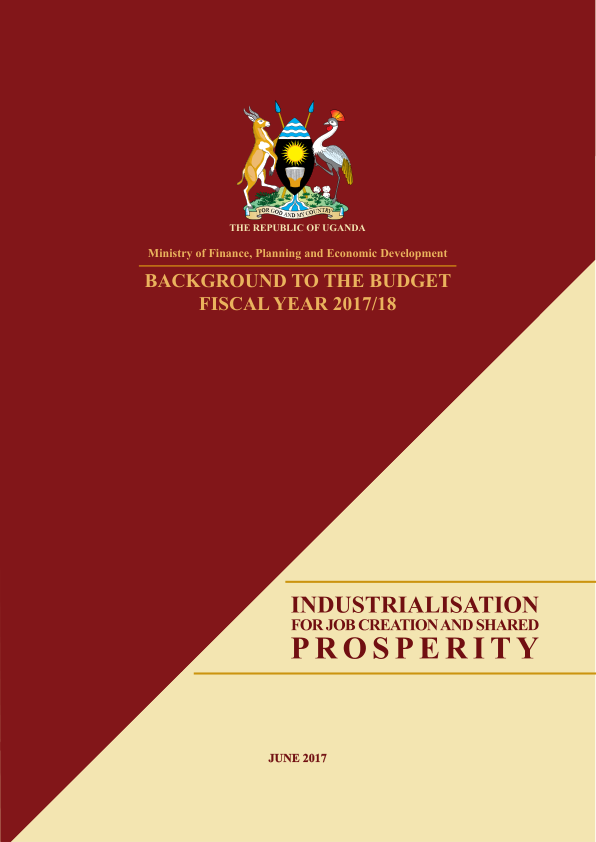 FOR GOD AND MY COUNTRY
THE REPUBLIC OF UGANDA
Ministry of Finance, Planning and Economic Development
BACKGROUND TO THE BUDGET
FISCAL YEAR 2017/18
INDUSTRIALISATION
FOR JOB CREATION AND SHARED
PROSPERITY
JUNE 2017